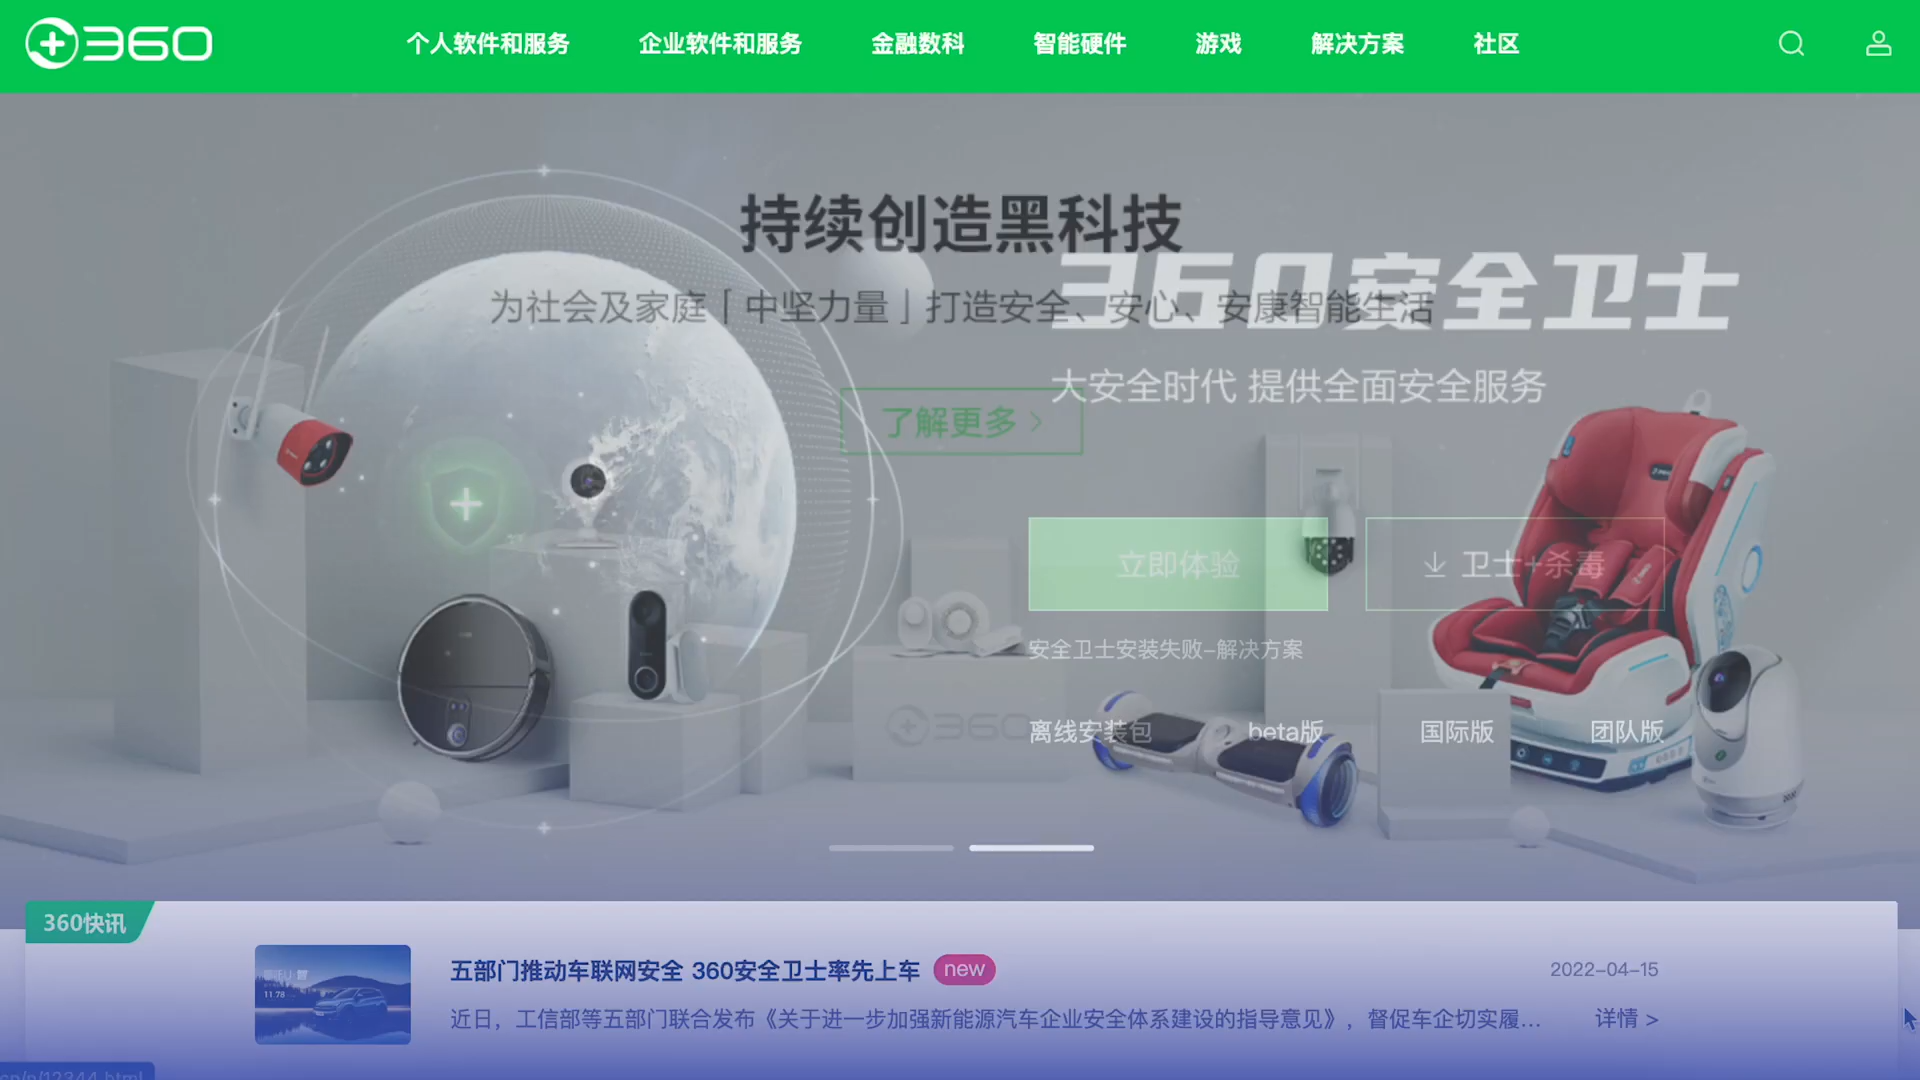 360
个人软件和服务
企业软件和服务
金融数科
智能硬件
游戏
解决方案
社区
持续创造黑科技
360安全卫士
为社会及家庭「中坚力量」打造安全、安心、安康智能生活
大安全时代 提供全面安全服务
了解更多 >
立即体验
卫士+杀毒
安全卫士安装失败-解决方案
360
离线安装包
beta版
国际版
团队版
360快讯
五部门推动车联网安全 360安全卫士率先上车 new
2022-04-15
近日，工信部等五部门联合发布《关于进一步加强新能源汽车企业安全体系建设的指导意见》，督促车企切实履...
详情 >
11:78
cn/n/12344.html